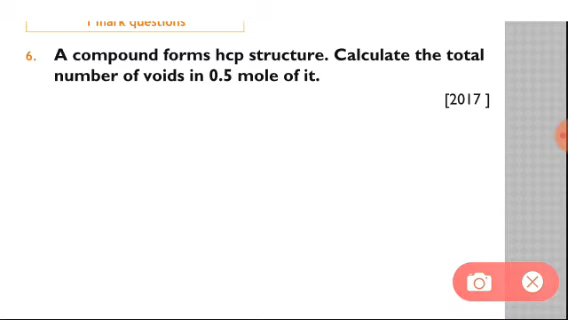 1 mark questions
6. A compound forms hcp structure. Calculate the total
number of voids in 0.5 mole of it.
[2017 ]